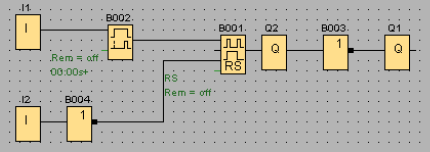 I1
B002
B001
Q2
B003
Q1
I
Q
1
Q
Rem = off
00:00s+
RS
RS
Rem = off
I2
B004
I
1